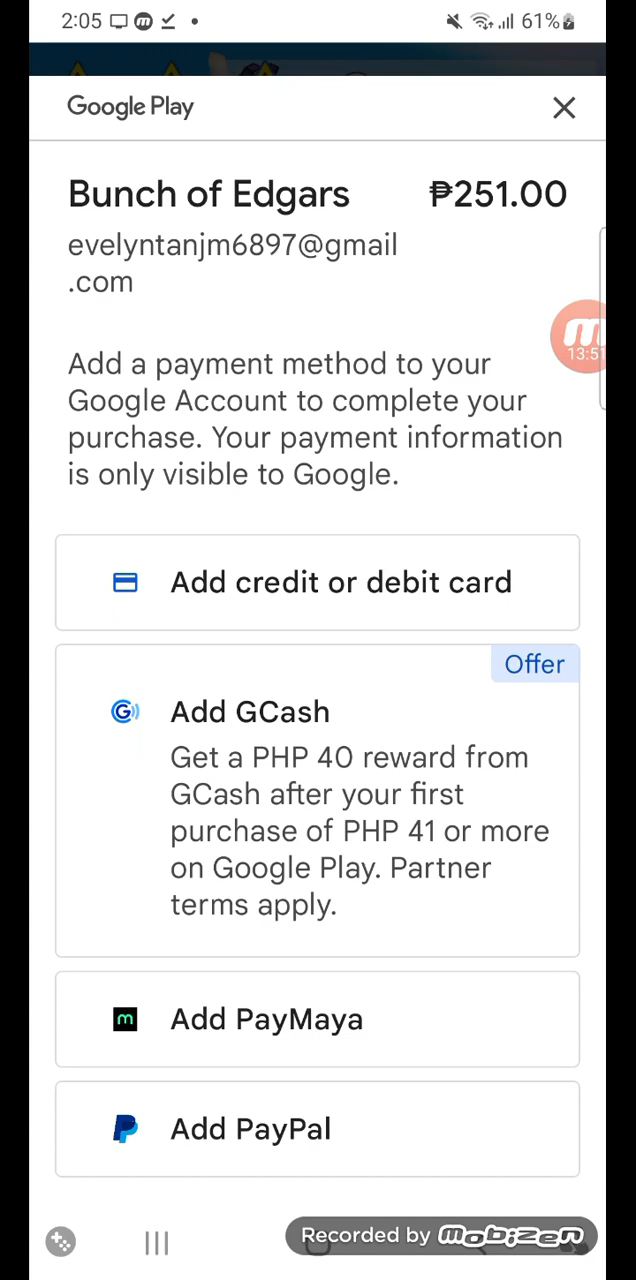 2:05 61%
Google Play
Bunch of Edgars ₱251.00
evelyntanjm6897@gmail
.com
13:51
Add a payment method to your
Google Account to complete your
purchase. Your payment information
is only visible to Google.
Add credit or debit card
Offer
Add GCash
Get a PHP 40 reward from
GCash after your first
purchase of PHP 41 or more
on Google Play. Partner
terms apply.
Add PayMaya
Add PayPal
Recorded by mobizen